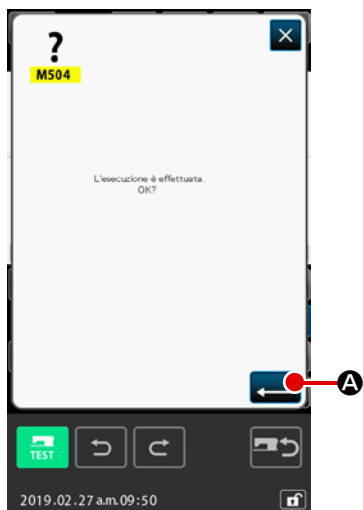 ?
M504
L'esecuzione è effettuata.
OK?
A
TEST
2019.02.27 a.m.09:50